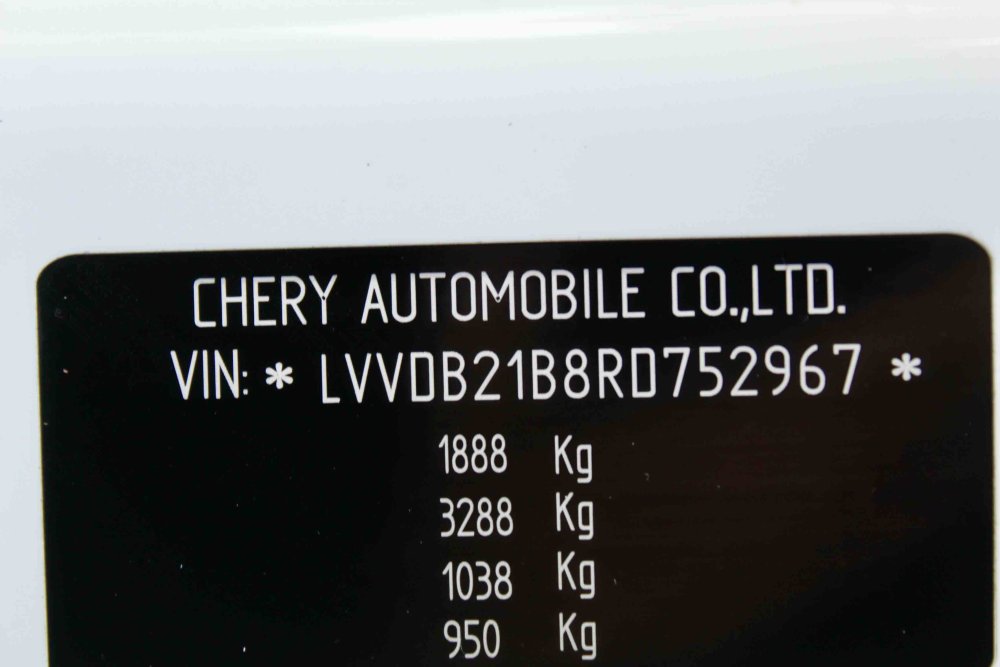 CHERY AUTOMOBILE CO.,LTD.
VIN: * LVVDB21B8RD752967 *
1888 Kg
3288 Kg
1038 Kg
950 Kg